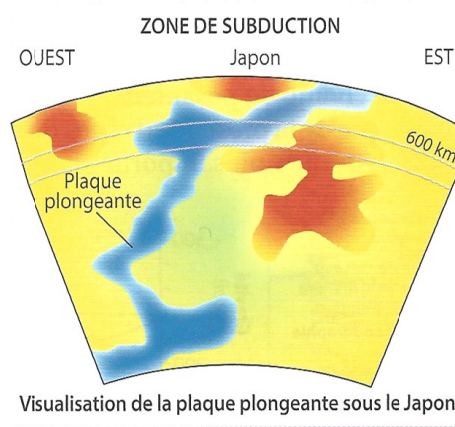 ZONE DE SUBDUCTION
OUEST
Japon
EST
600 km
Plaque
plongeante
Visualisation de la plaque plongeante sous le Japon